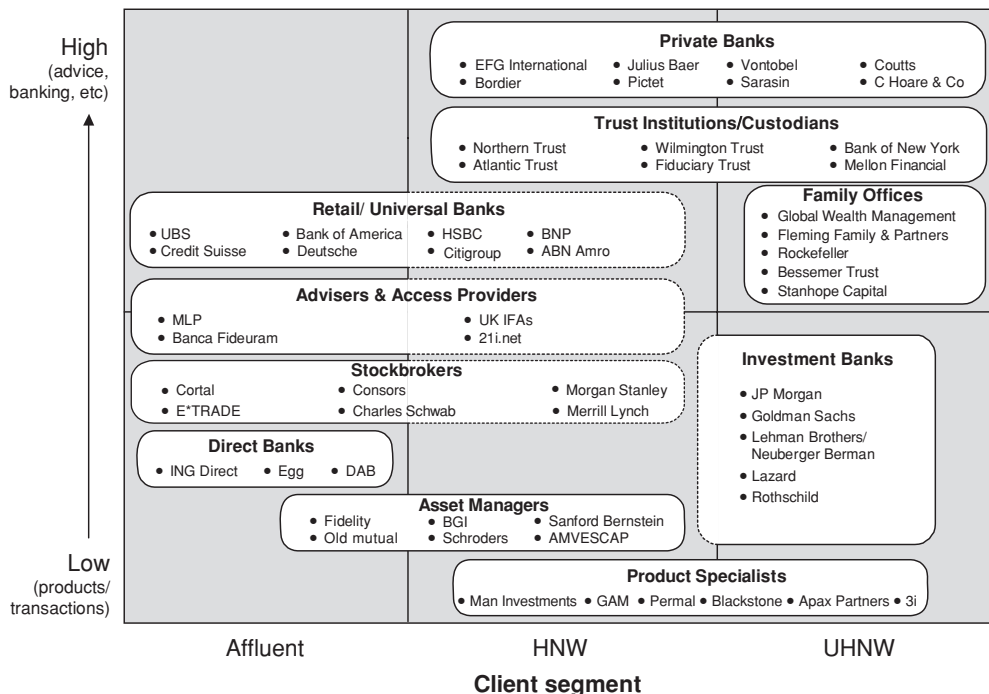 High
(advice,
banking, etc)
Private Banks
• EFG International • Julius Baer • Vontobel • Coutts
• Bordier • Pictet • Sarasin • C Hoare & Co
Trust Institutions/Custodians
• Northern Trust • Wilmington Trust • Bank of New York
• Atlantic Trust • Fiduciary Trust • Mellon Financial
Retail/ Universal Banks
• UBS • Bank of America • HSBC • BNP
• Credit Suisse • Deutsche • Citigroup • ABN Amro
Family Offices
• Global Wealth Management
• Fleming Family & Partners
• Rockefeller
• Bessemer Trust
• Stanhope Capital
Advisers & Access Providers
• MLP • UK IFAs
• Banca Fideuram • 21i.net
Stockbrokers
• Cortal • Consors • Morgan Stanley
• E*TRADE • Charles Schwab • Merrill Lynch
Investment Banks
• JP Morgan
• Goldman Sachs
• Lehman Brothers/
Neuberger Berman
• Lazard
• Rothschild
Direct Banks
• ING Direct • Egg • DAB
Asset Managers
• Fidelity • BGI • Sanford Bernstein
• Old mutual • Schroders • AMVESCAP
Low
(products/
transactions)
Product Specialists
• Man Investments • GAM • Permal • Blackstone • Apax Partners • 3i
Affluent HNW UHNW
Client segment